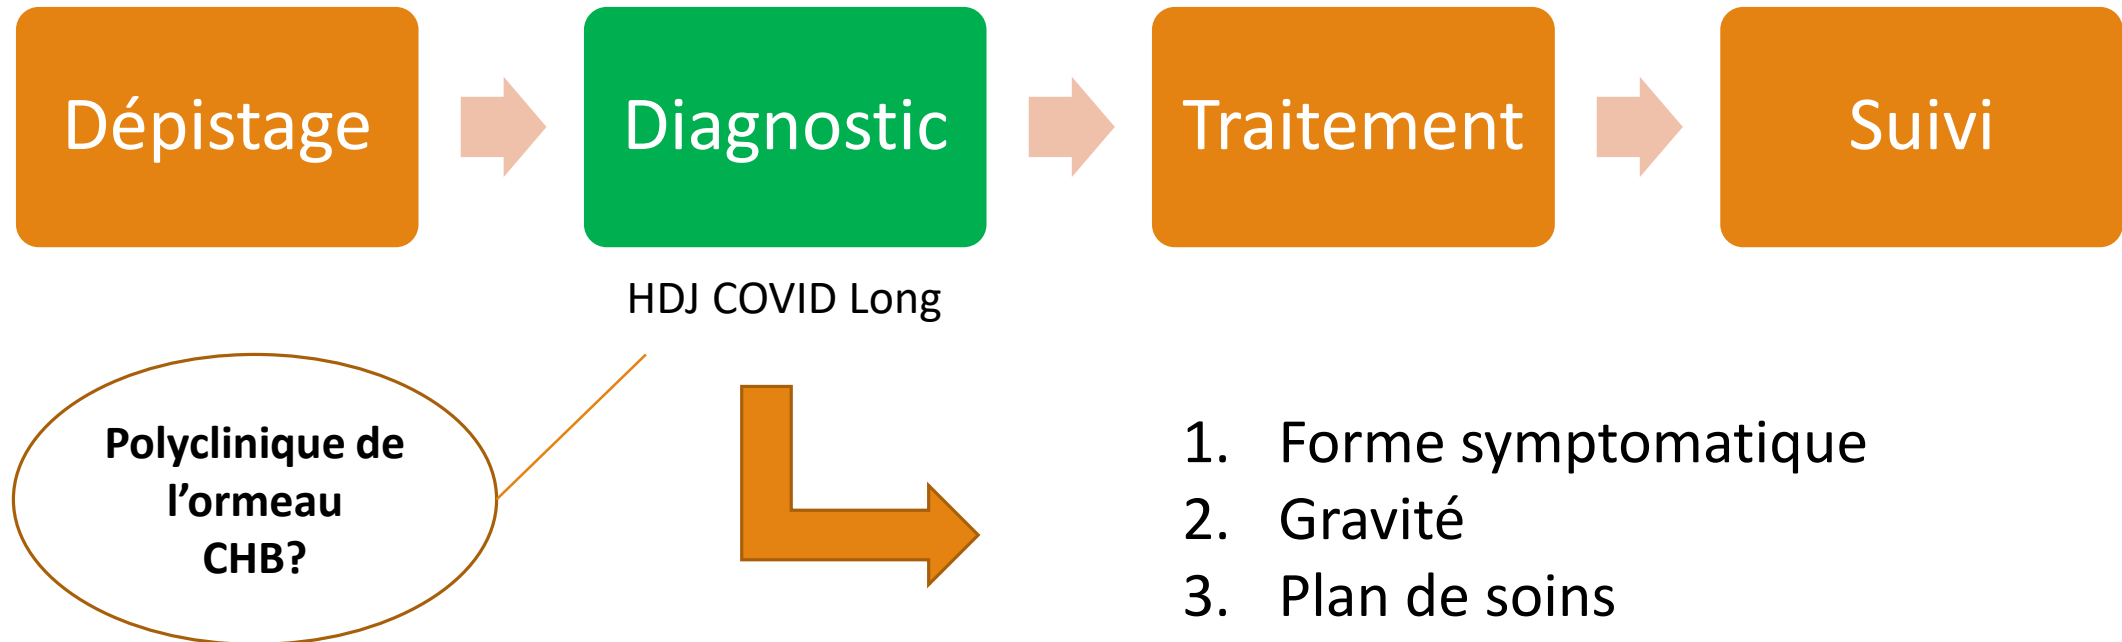 Dépistage
Diagnostic
Traitement
Suivi
HDJ COVID Long
Polyclinique de
l’ormeau
CHB?
1. Forme symptomatique
2. Gravité
3. Plan de soins